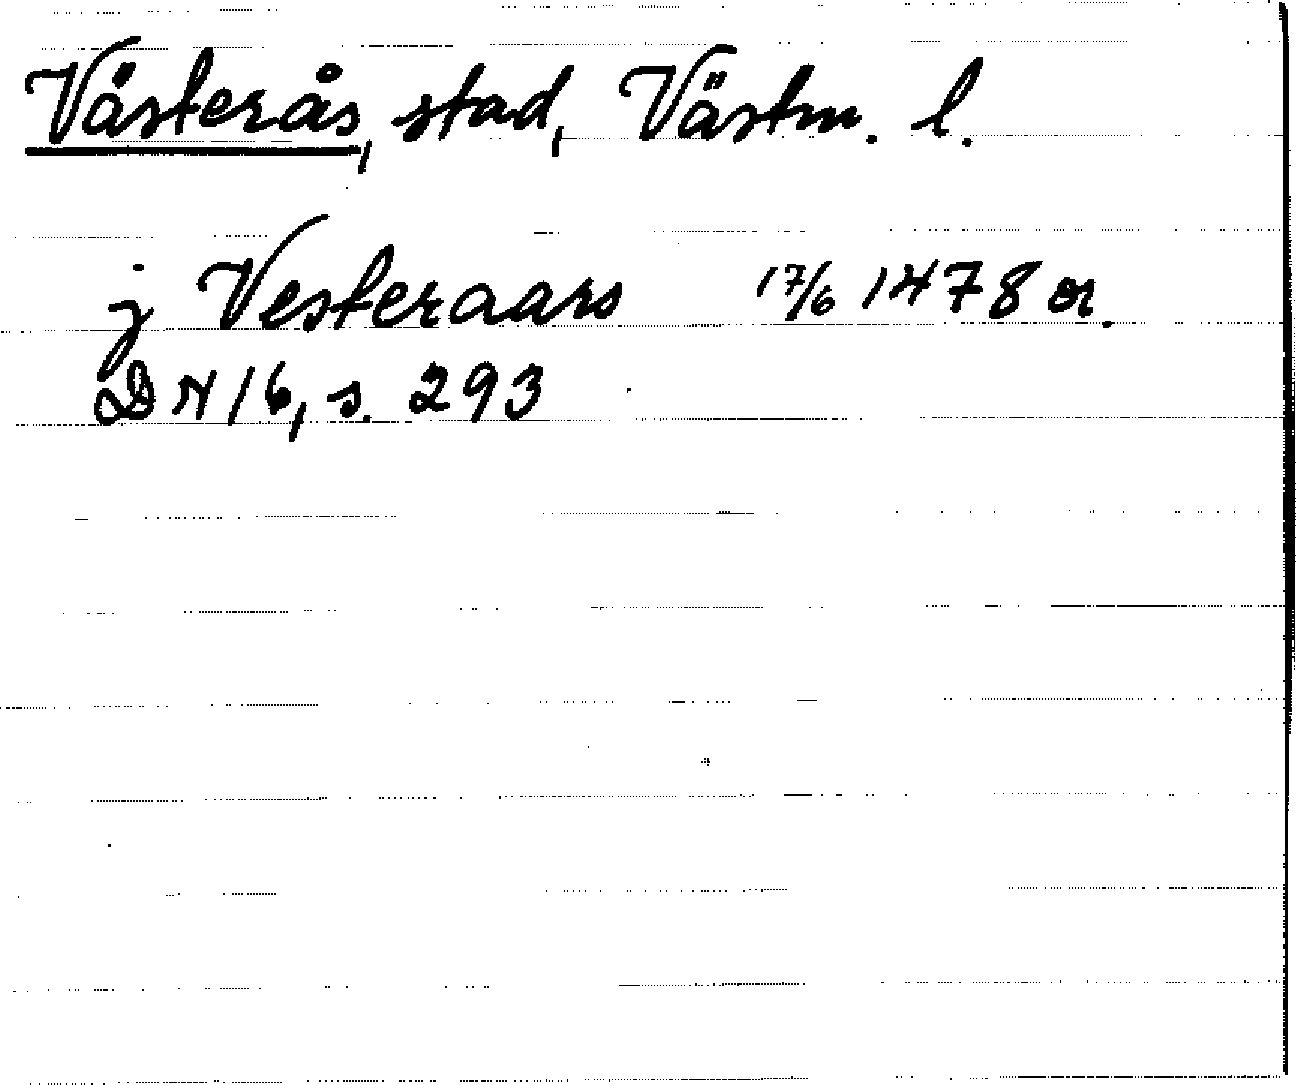 Västerås, stad, Västm. l.
j Vesteraars 17/6 1478 or.
DN 16, s. 293